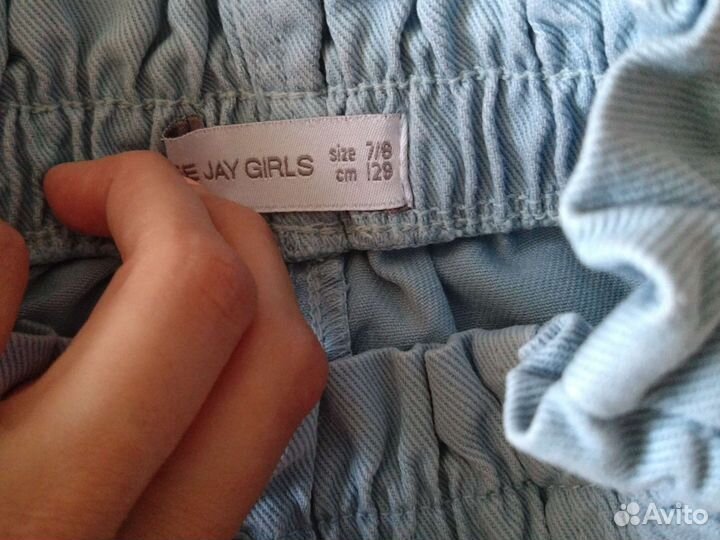 JAY GIRLS
size 7/8
cm 129
Avito